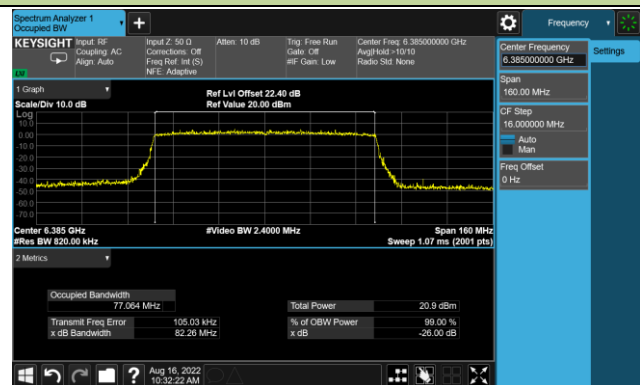 Spectrum Analyzer 1
Occupied BW
+
Frequency
KEYSIGHT
Input: RF
Coupling: AC
Align: Auto
Input Z: 50 Ω
Corrections: Off
Freq Ref: Int (S)
NFE: Adaptive
Atten: 10 dB
Trig: Free Run
Gate: Off
#IF Gain: Low
Center Freq: 6.385000000 GHz
Avg|Hold:>10/10
Radio Std: None
LXI
Center Frequency
6.385000000 GHz
Settings
Span
160.00 MHz
CF Step
16.000000 MHz
Auto
Man
Freq Offset
0 Hz
1 Graph
Scale/Div 10.0 dB
Ref Lvl Offset 22.40 dB
Ref Value 20.00 dBm
Log
10.0
0.00
-10.0
-20.0
-30.0
-40.0
-50.0
-60.0
-70.0
Center 6.385 GHz
#Res BW 820.00 kHz
#Video BW 2.4000 MHz
Span 160 MHz
Sweep 1.07 ms (2001 pts)
2 Metrics
Occupied Bandwidth
77.064 MHz
Total Power 20.9 dBm
Transmit Freq Error 105.03 kHz
% of OBW Power 99.00 %
x dB Bandwidth 82.26 MHz
x dB -26.00 dB
?
Aug 16, 2022
10:32:22 AM